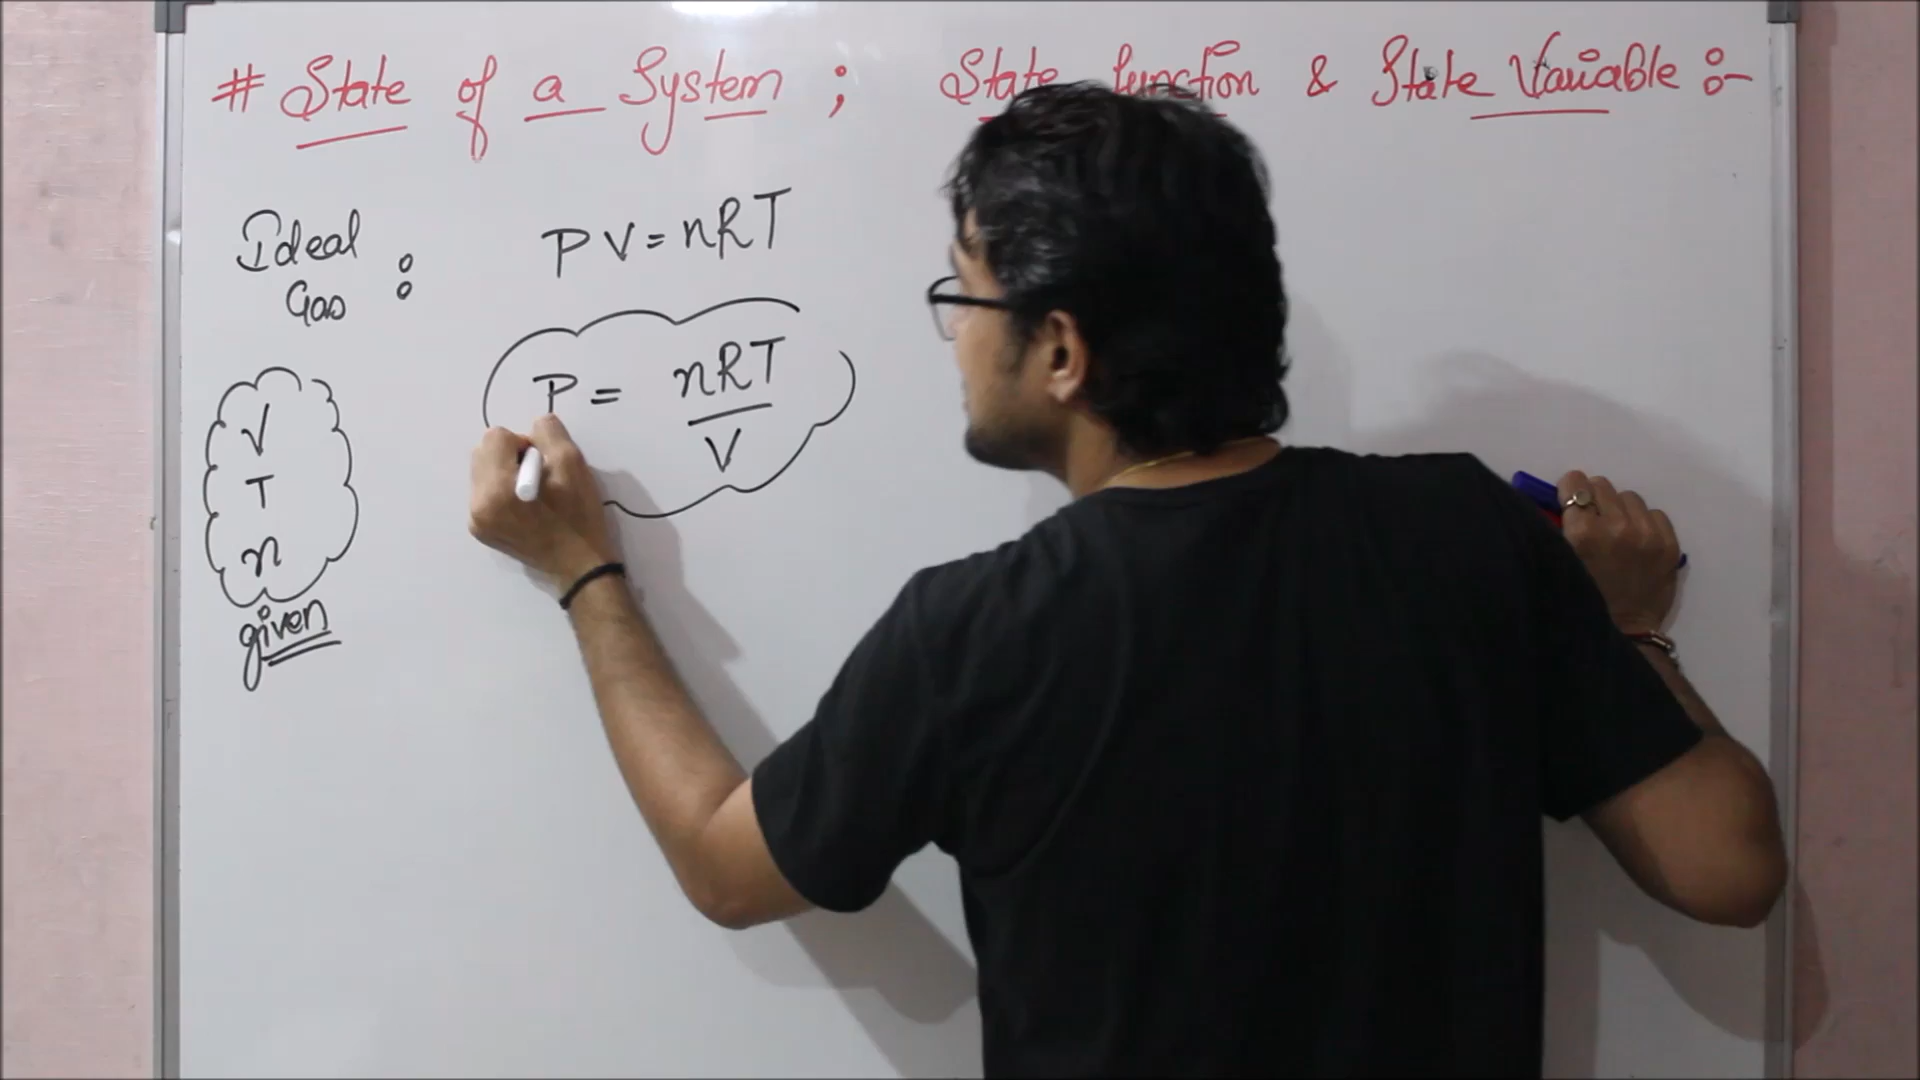 # State of a System ; State function & State Variable :-
Ideal Gas :
PV = nRT
P = nRT / V
V
T
n
given